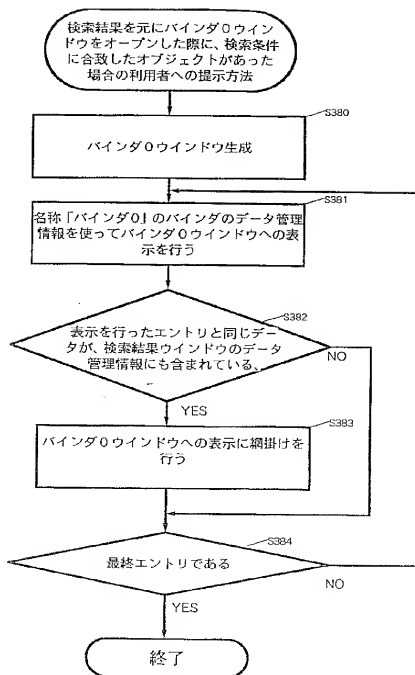 検索結果を元にバインダ0ウイン
ドウをオープンした際に、検索条件
に合致したオブジェクトがあった
場合の利用者への提示方法
S380
バインダ0ウインドウ生成
S381
名称「バインダ0」のバインダのデータ管理
情報を使ってバインダ0ウインドウへの表
示を行う
S382
表示を行ったエントリと同じデー
タが、検索結果ウインドウのデータ
管理情報にも含まれている、
NO
YES
S383
バインダ0ウインドウへの表示に網掛けを
行う
S384
最終エントリである
NO
YES
終了